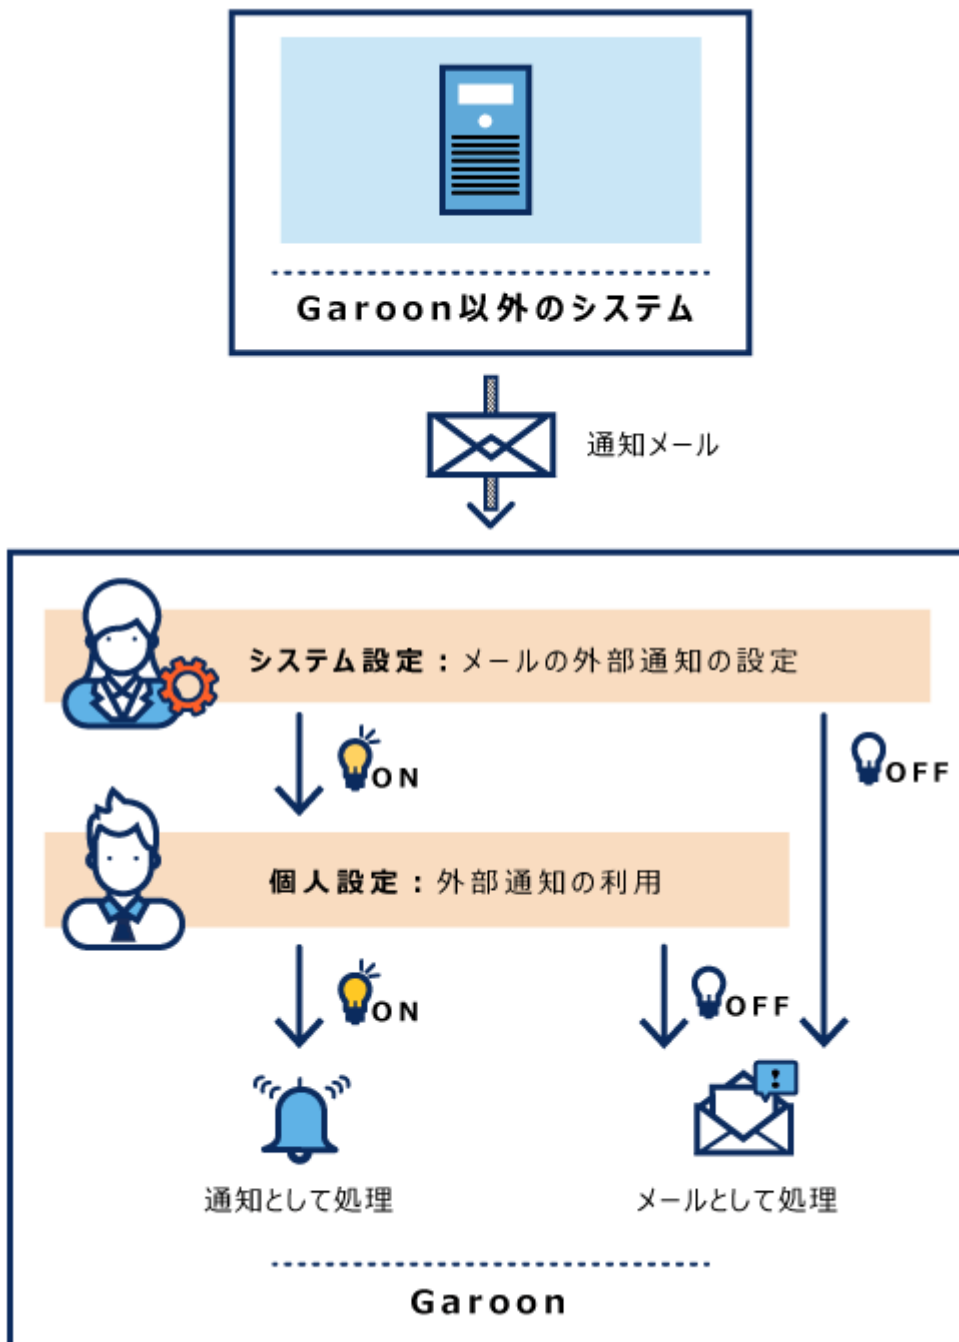 Garoon以外のシステム
通知メール
システム設定：メールの外部通知の設定
ON
OFF
個人設定：外部通知の利用
ON
OFF
通知として処理
メールとして処理
Garoon